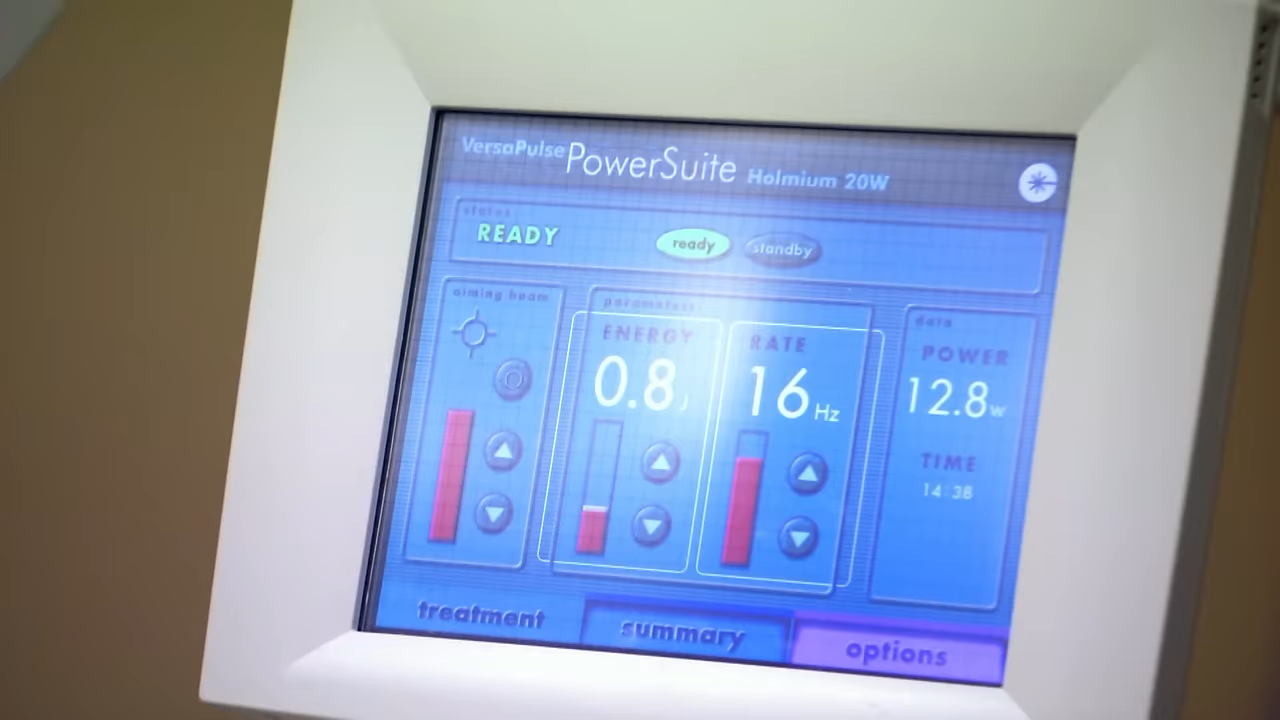 VersaPulse PowerSuite Holmium 20W
status
READY ready standby
aiming beam
parameters
data
ENERGY
RATE
POWER
0.8 J
16 Hz
12.8 w
TIME
14:38
treatment
summary
options